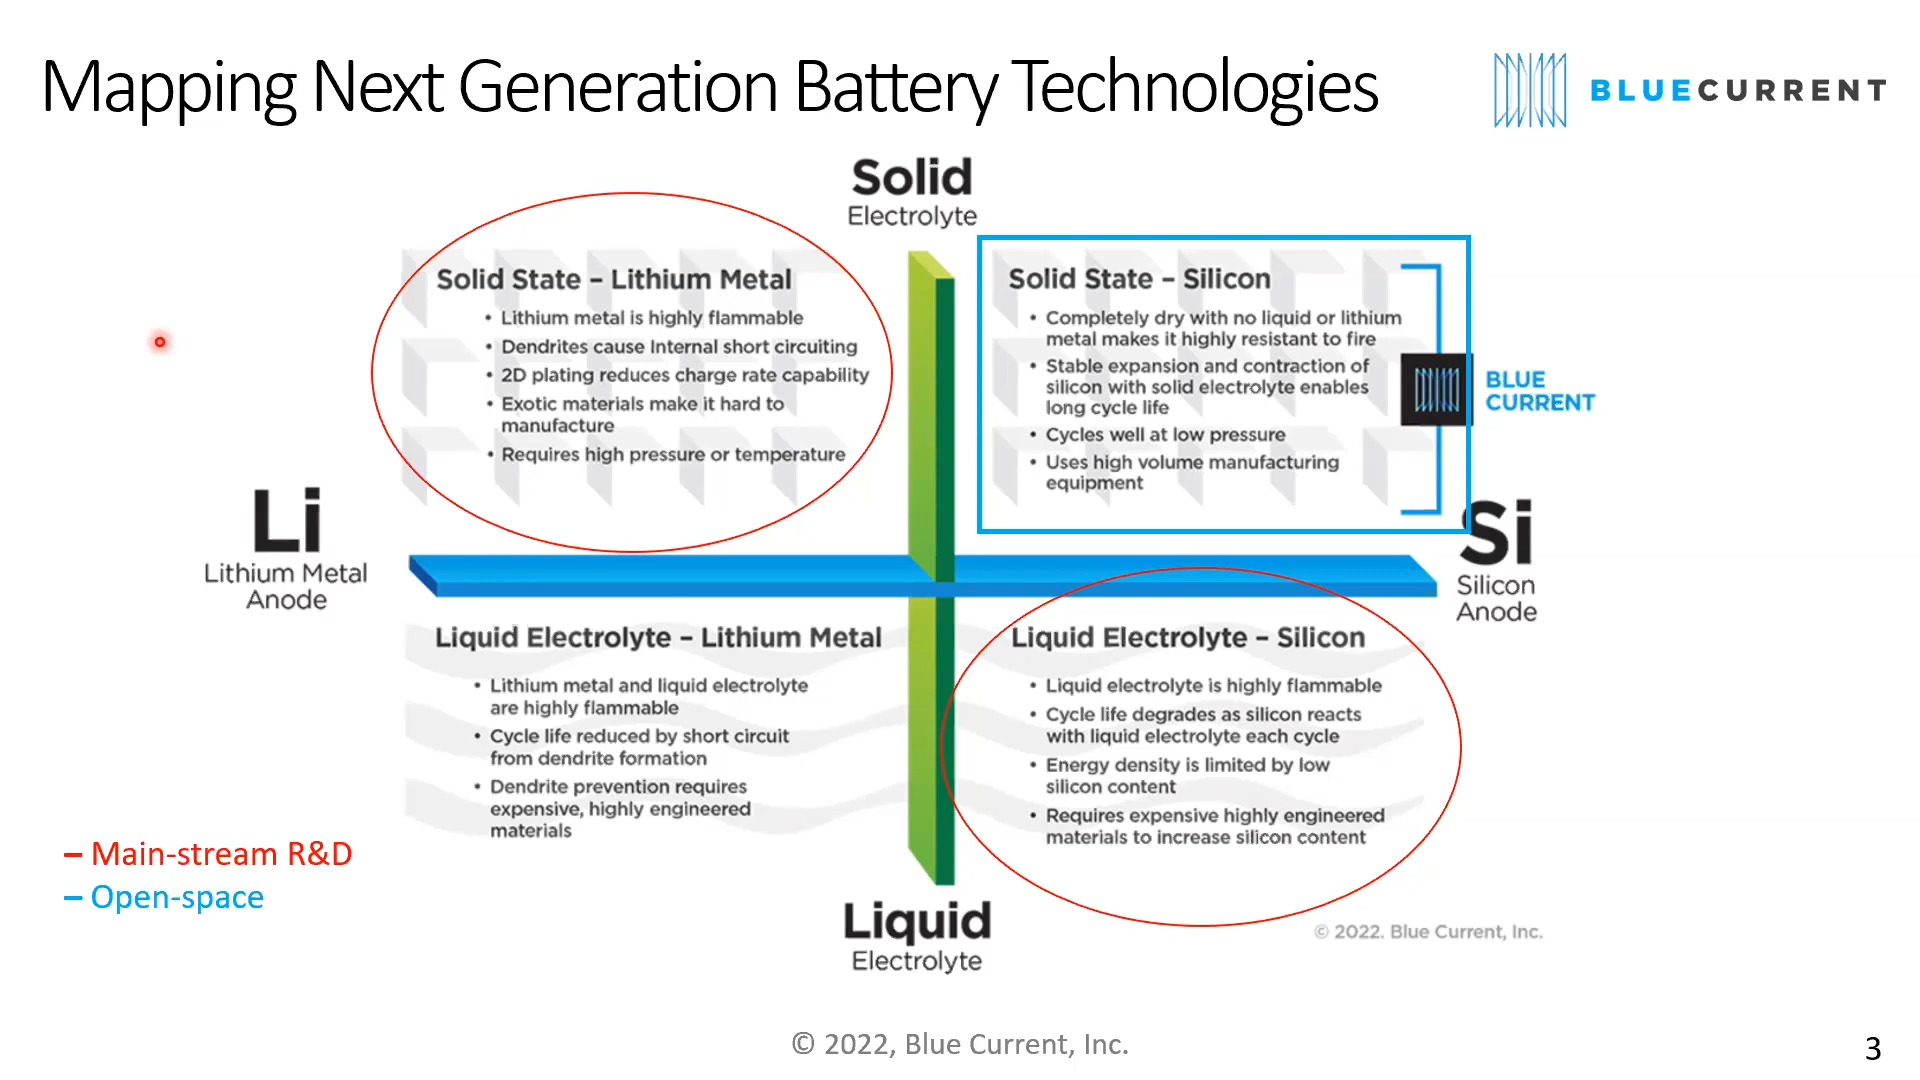 Mapping Next Generation Battery Technologies
BLUECURRENT
Solid
Electrolyte
Solid State – Lithium Metal
• Lithium metal is highly flammable
• Dendrites cause Internal short circuiting
• 2D plating reduces charge rate capability
• Exotic materials make it hard to
manufacture
• Requires high pressure or temperature
Solid State – Silicon
• Completely dry with no liquid or lithium
metal makes it highly resistant to fire
• Stable expansion and contraction of
silicon with solid electrolyte enables
long cycle life
• Cycles well at low pressure
• Uses high volume manufacturing
equipment
BLUE
CURRENT
Li
Lithium Metal
Anode
Si
Silicon
Anode
Liquid Electrolyte – Lithium Metal
• Lithium metal and liquid electrolyte
are highly flammable
• Cycle life reduced by short circuit
from dendrite formation
• Dendrite prevention requires
expensive, highly engineered
materials
Liquid Electrolyte – Silicon
• Liquid electrolyte is highly flammable
• Cycle life degrades as silicon reacts
with liquid electrolyte each cycle
• Energy density is limited by low
silicon content
• Requires expensive highly engineered
materials to increase silicon content
– Main-stream R&D
– Open-space
Liquid
Electrolyte
© 2022. Blue Current, Inc.
© 2022, Blue Current, Inc.
3